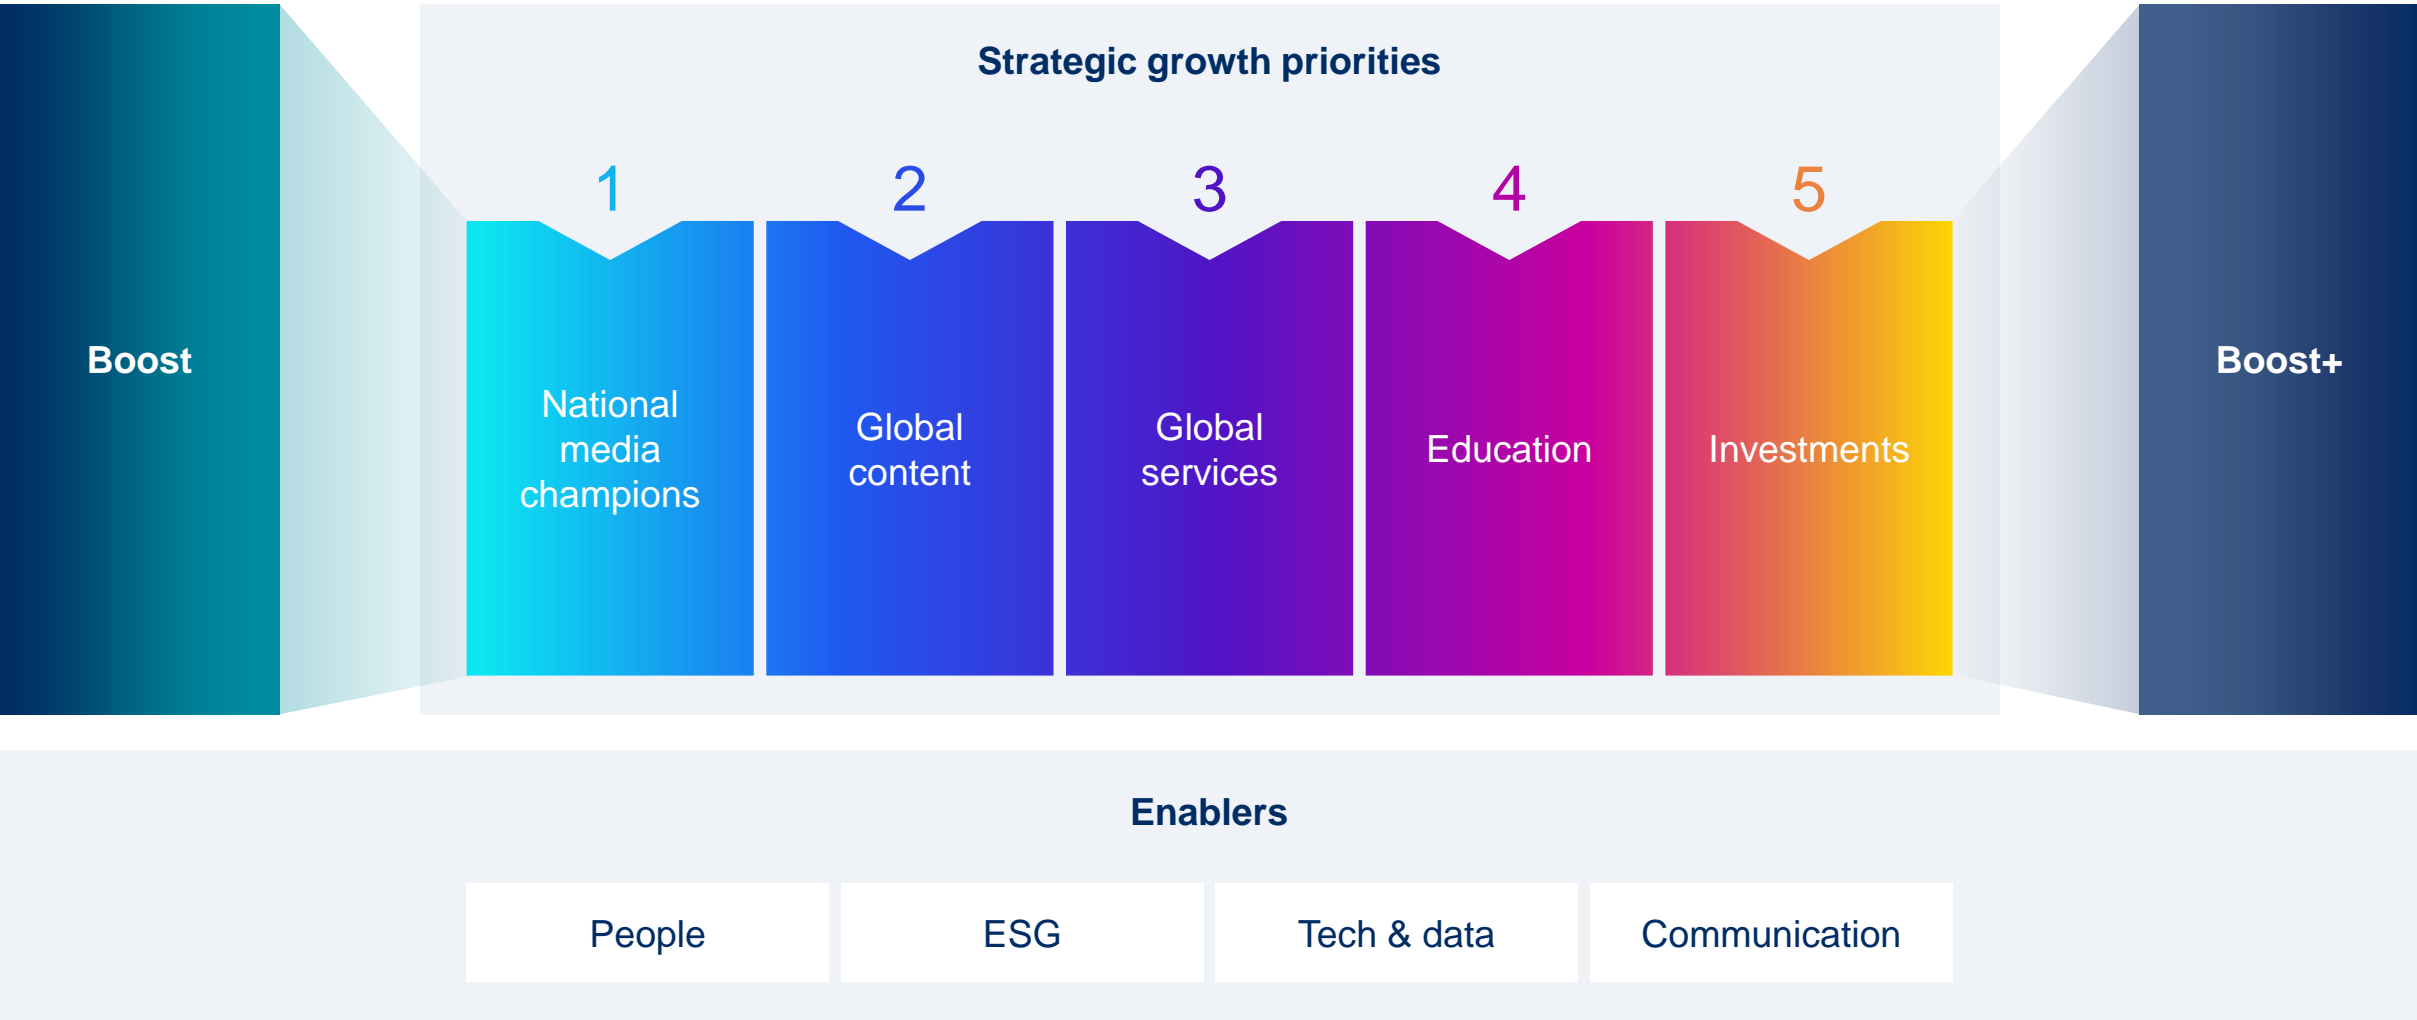 Strategic growth priorities
1
2
3
4
5
Boost
National
media
champions
Global
content
Global
services
Education
Investments
Boost+
Enablers
People
ESG
Tech & data
Communication